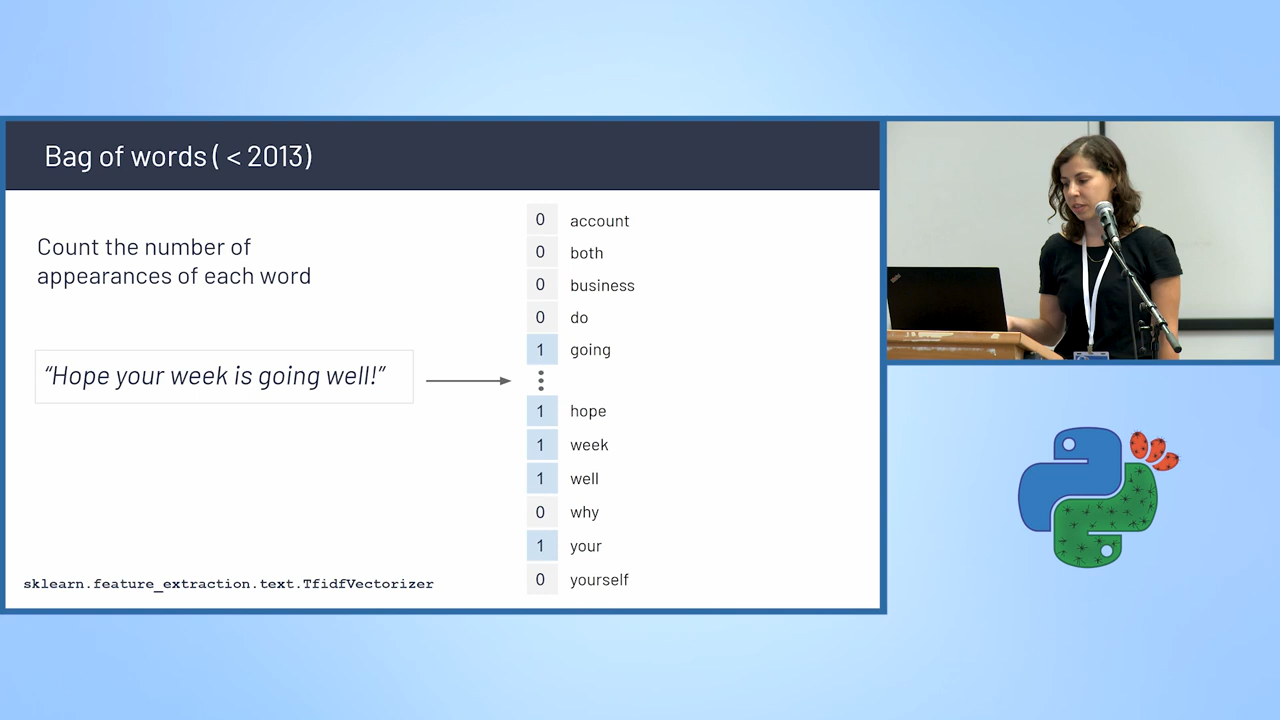 Bag of words ( < 2013)
Count the number of
appearances of each word
“Hope your week is going well!”
0 account
0 both
0 business
0 do
1 going
1 hope
1 week
1 well
0 why
1 your
0 yourself
sklearn.feature_extraction.text.TfidfVectorizer